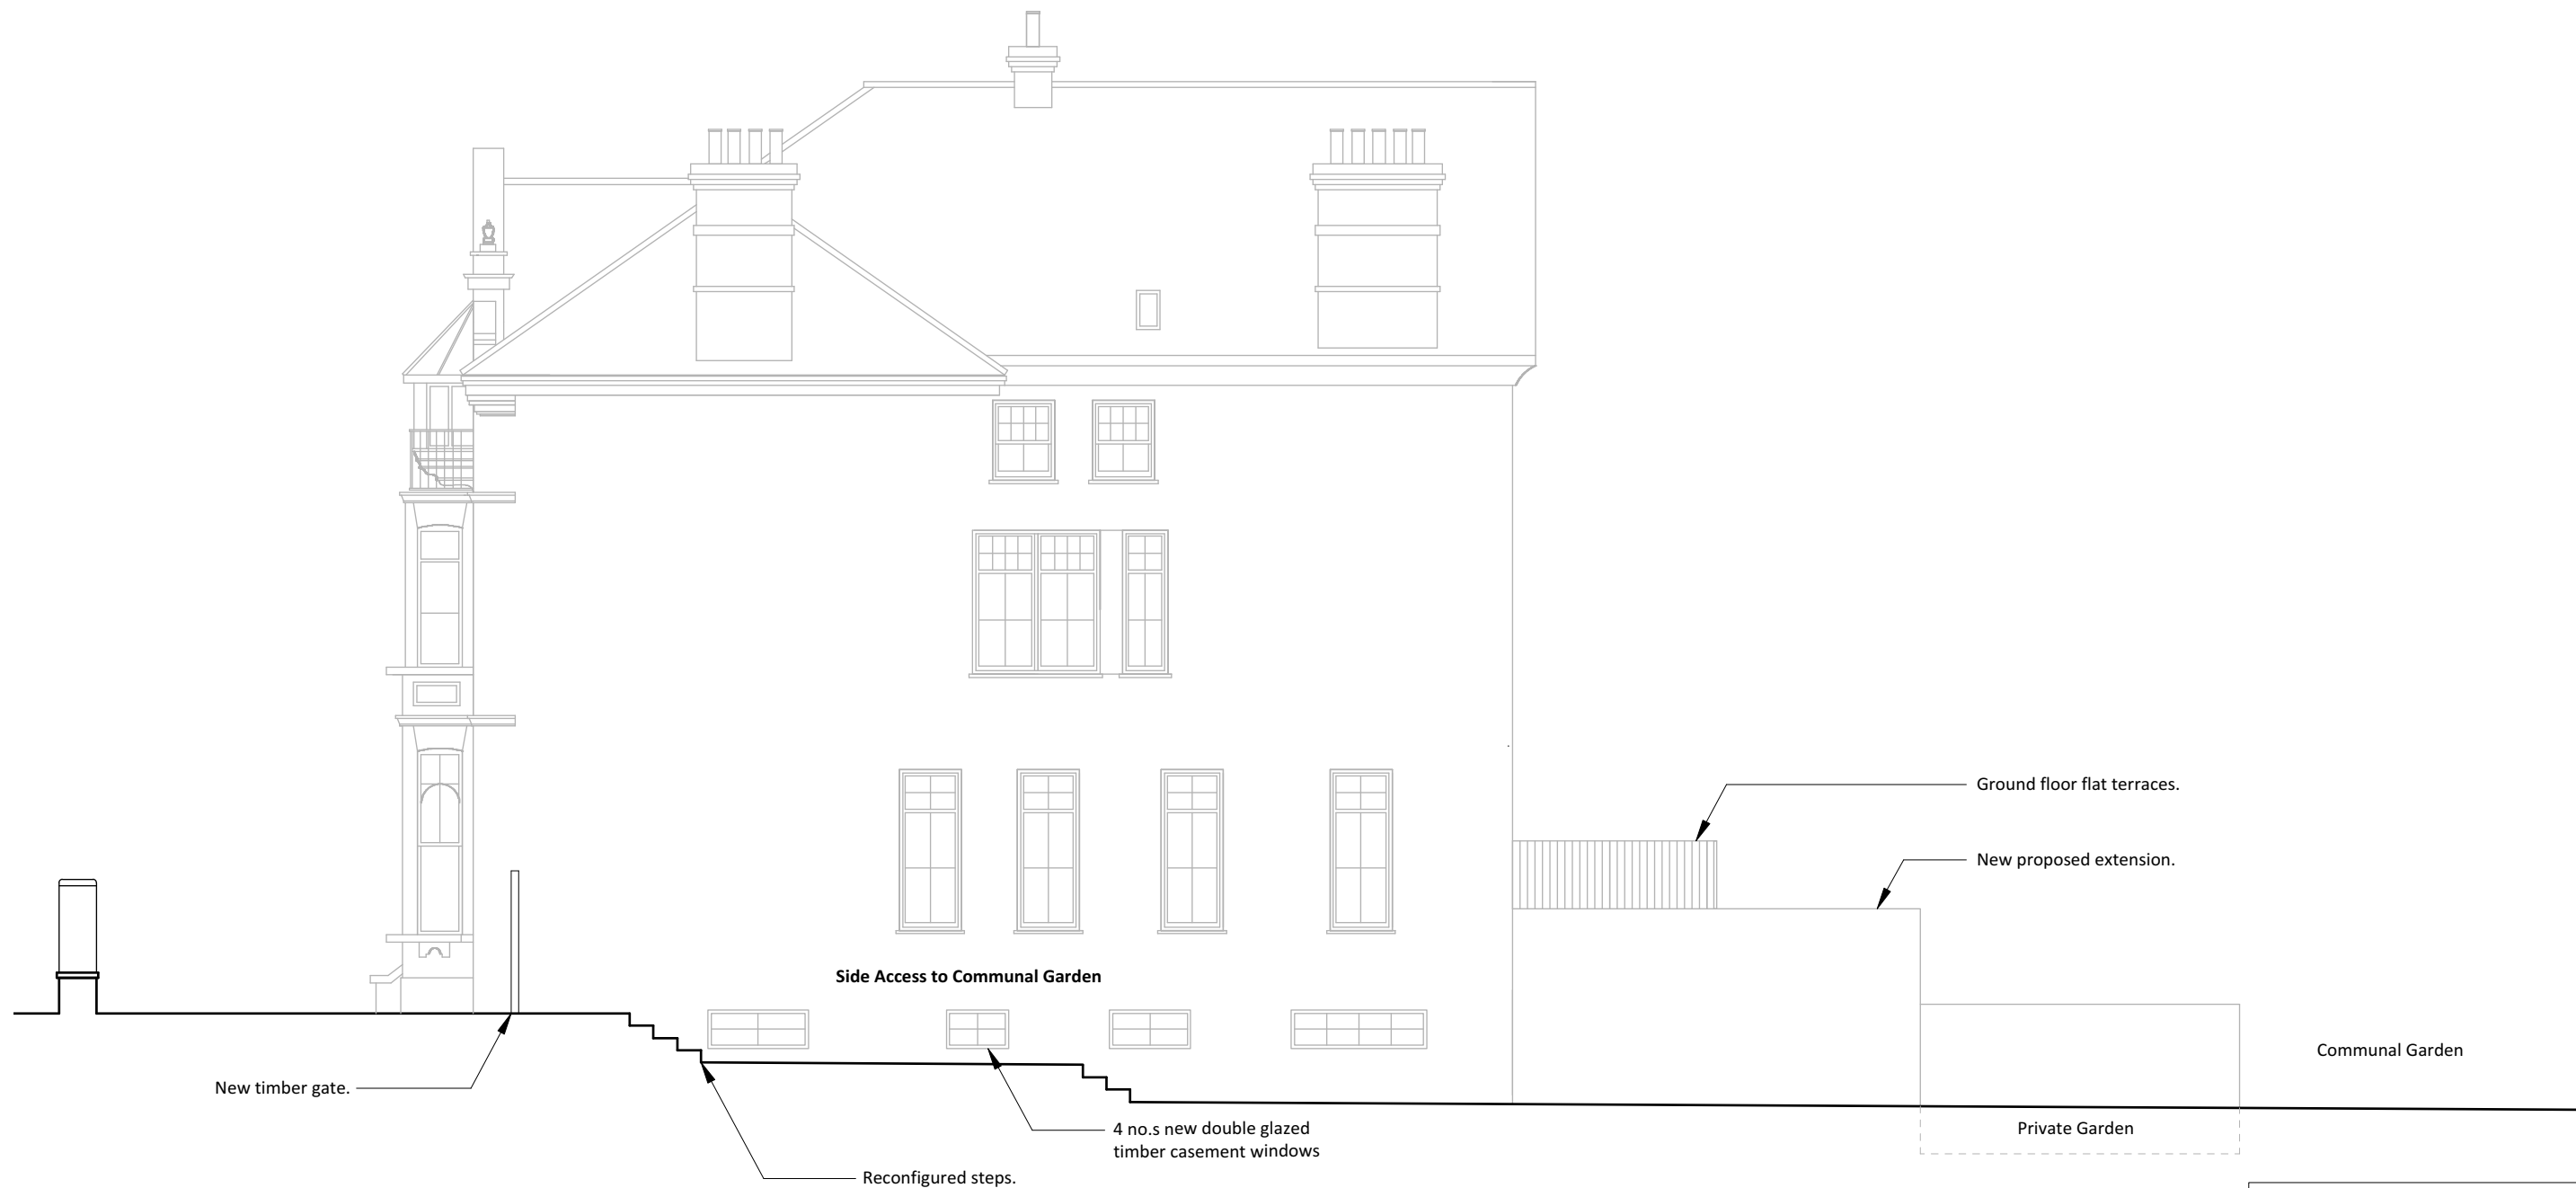 Ground floor flat terraces.
New proposed extension.
Side Access to Communal Garden
Communal Garden
New timber gate.
4 no.s new double glazed
timber casement windows
Private Garden
Reconfigured steps.